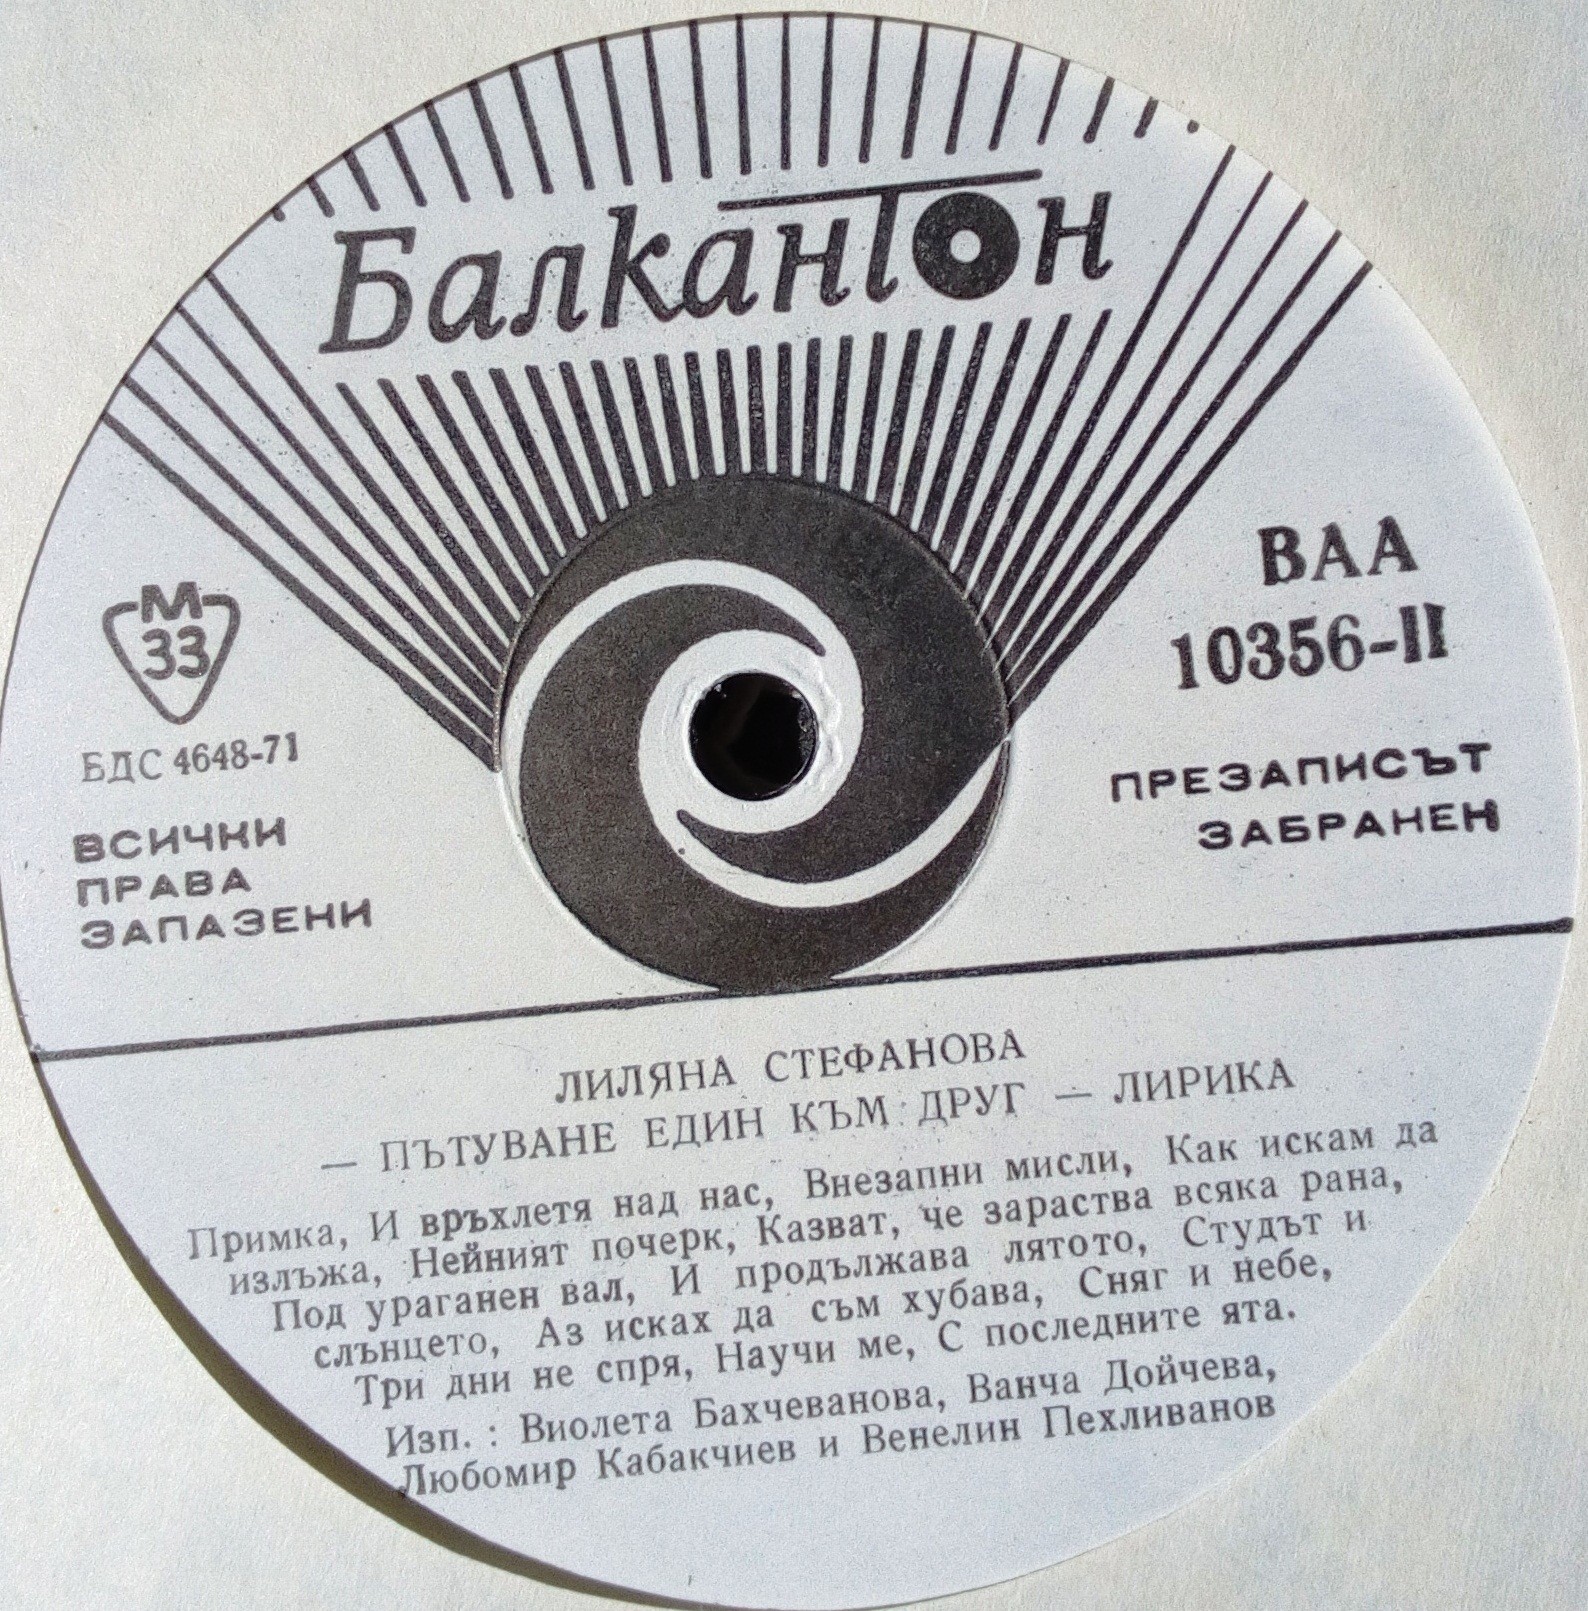 Балкантон
М
33
БДС 4648-71
ВСИЧКИ
ПРАВА
ЗАПАЗЕНИ
ВАА
10356-II
ПРЕЗАПИСЪТ
ЗАБРАНЕН
ЛИЛЯНА СТЕФАНОВА
— ПЪТУВАНЕ ЕДИН КЪМ ДРУГ — ЛИРИКА
Примка, И връхлетя над нас, Внезапни мисли, Как искам да
излъжа, Нейният почерк, Казват, че зараства всяка рана,
Под ураганен вал, И продължава лятото, Студът и
слънцето, Аз исках да съм хубава, Сняг и небе,
Три дни не спря, Научи ме, С последните ята.
Изп. : Виолета Бахчеванова, Ванча Дойчева,
Любомир Кабакчиев и Венелин Пехливанов